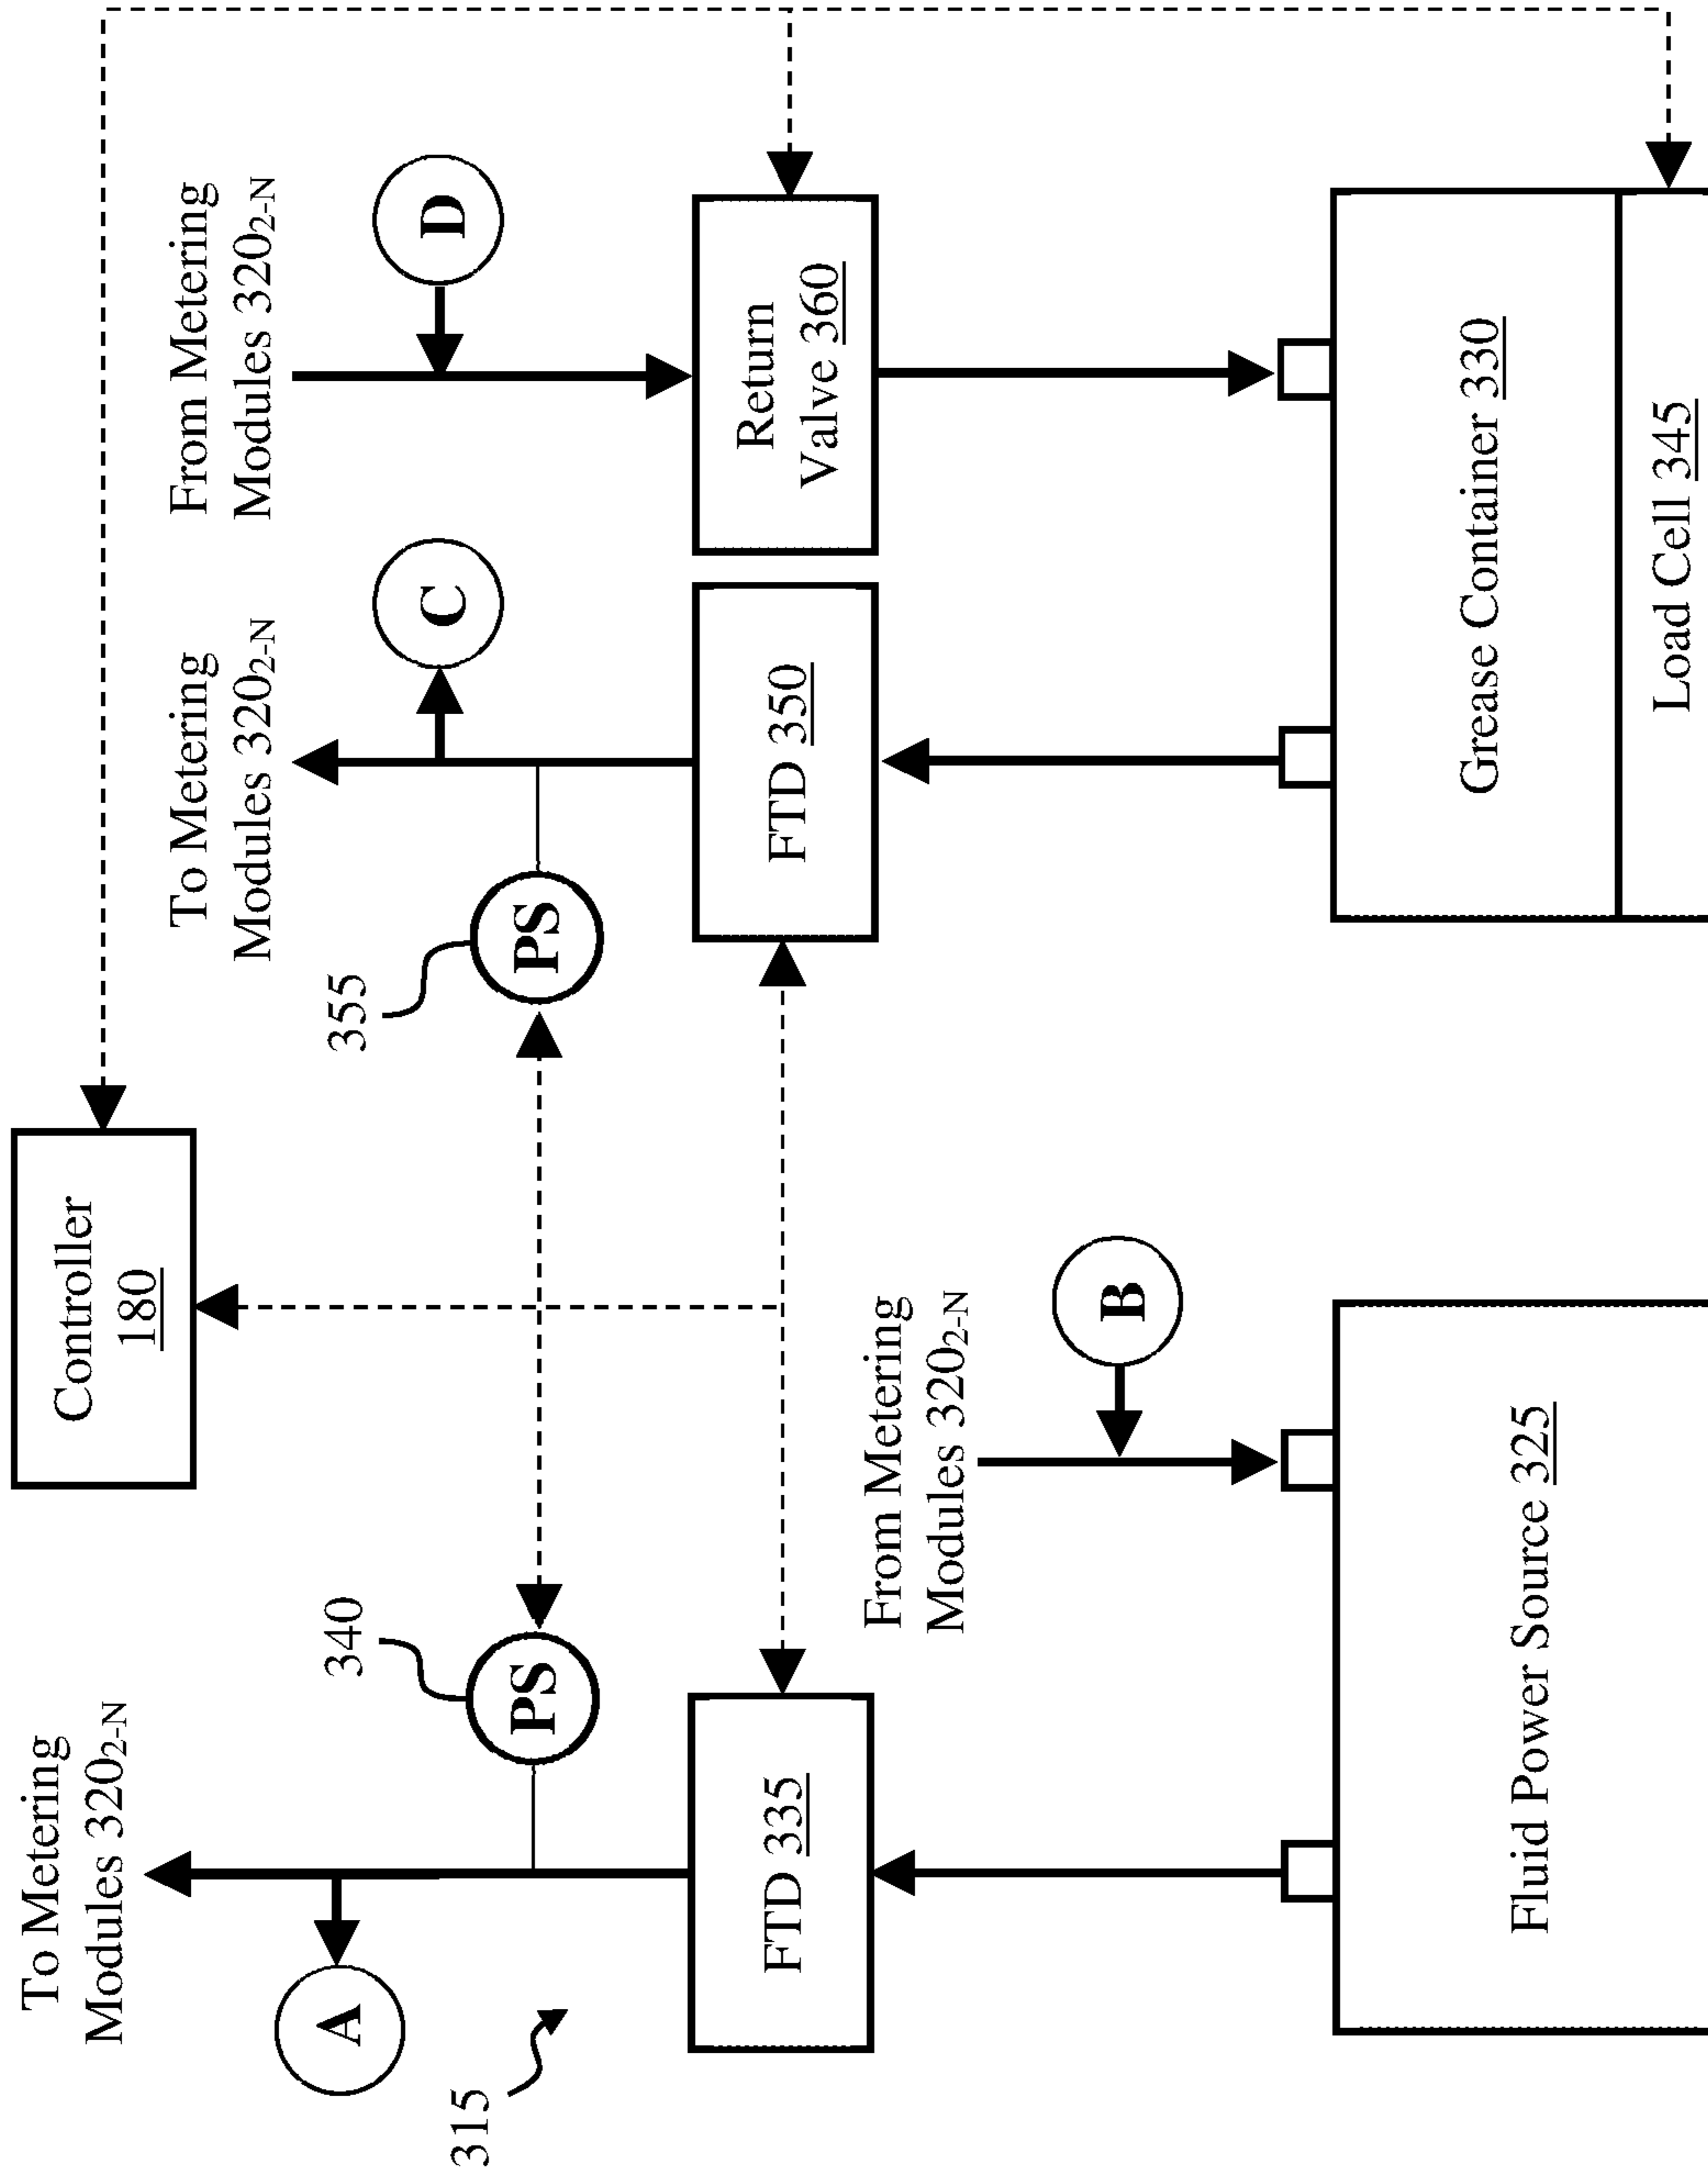 To Metering
Modules 320₂₋N
A
315
340
PS
FTD 335
Controller
180
From Metering
Modules 320₂₋N
B
Fluid Power Source 325
To Metering
Modules 320₂₋N
C
355
PS
FTD 350
From Metering
Modules 320₂₋N
D
Return
Valve 360
Grease Container 330
Load Cell 345